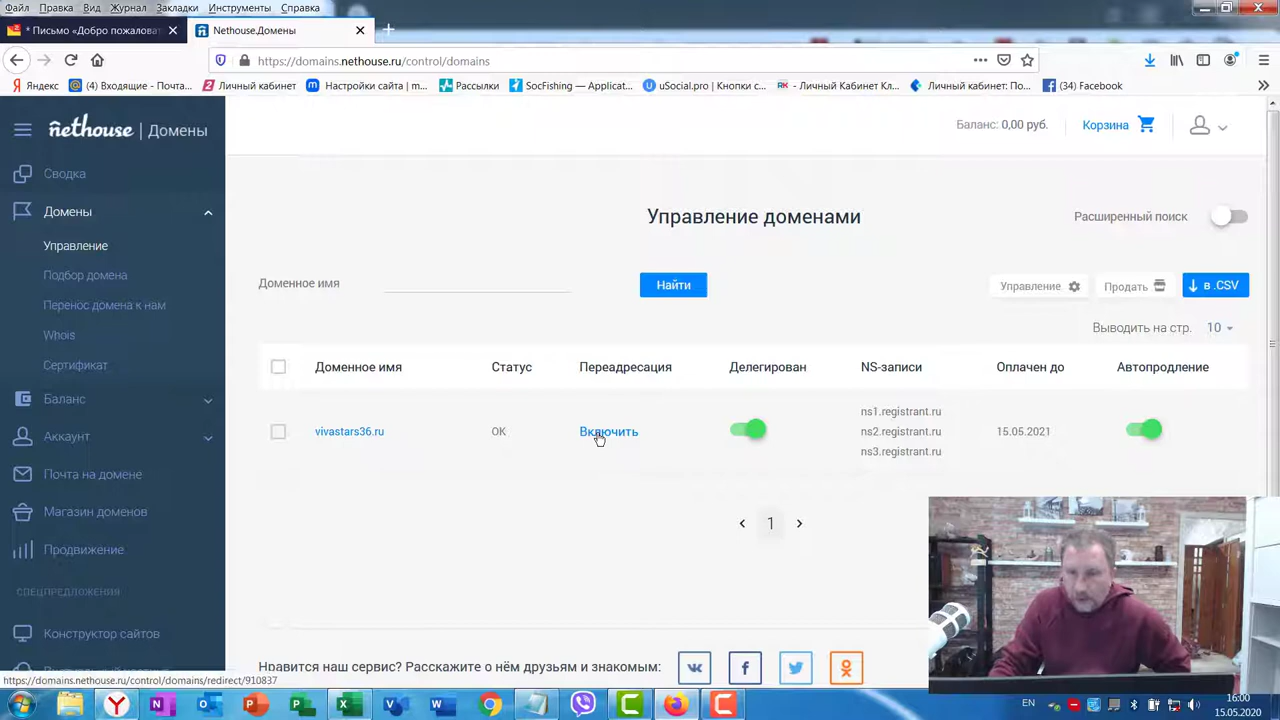 Файл Правка Вид Журнал Закладки Инструменты Справка
* Письмо «Добро пожаловат
Nethouse.Домены
https://domains.nethouse.ru/control/domains
Яндекс
(4) Входящие - Почта...
Личный кабинет
Настройки сайта | m...
Рассылки
SocFishing — Аккаунт...
uSocial.pro | Кнопки с...
- Личный Кабинет Кл...
Личный кабинет: По...
(34) Facebook
nethouse | Домены
Баланс: 0,00 руб.
Корзина
Сводка
Домены
Управление
Подбор домена
Перенос домена к нам
Whois
Сертификат
Баланс
Аккаунт
Почта на домене
Магазин доменов
Продвижение
СПЕЦПРЕДЛОЖЕНИЯ
Конструктор сайтов
Управление доменами
Расширенный поиск
Доменное имя
Найти
Управление
Продать
в .CSV
Выводить на стр. 10
Доменное имя Статус Переадресация Делегирован NS-записи Оплачен до Автопродление
vivastars36.ru OK Включить
ns1.registrant.ru
ns2.registrant.ru
ns3.registrant.ru
15.05.2021
1
Нравится наш сервис? Расскажите о нём друзьям и знакомым:
https://domains.nethouse.ru/control/domains/redirect/910837
EN
16:00
15.05.2020